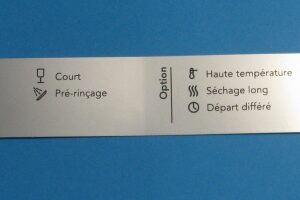 Court
Pré-rinçage
Option
Haute température
Séchage long
Départ différé